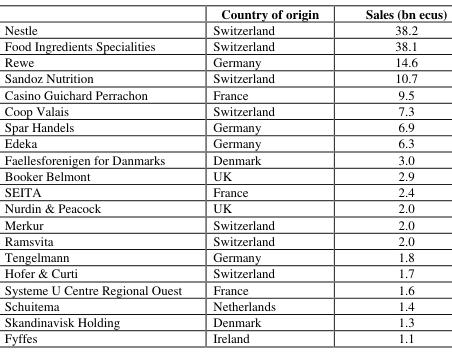 Country of origin Sales (bn ecus)
Nestle Switzerland 38.2
Food Ingredients Specialities Switzerland 38.1
Rewe Germany 14.6
Sandoz Nutrition Switzerland 10.7
Casino Guichard Perrachon France 9.5
Coop Valais Switzerland 7.3
Spar Handels Germany 6.9
Edeka Germany 6.3
Faellesforenigen for Danmarks Denmark 3.0
Booker Belmont UK 2.9
SEITA France 2.4
Nurdin & Peacock UK 2.0
Merkur Switzerland 2.0
Ramsvita Switzerland 2.0
Tengelmann Germany 1.8
Hofer & Curti Switzerland 1.7
Systeme U Centre Regional Ouest France 1.6
Schuitema Netherlands 1.4
Skandinavisk Holding Denmark 1.3
Fyffes Ireland 1.1